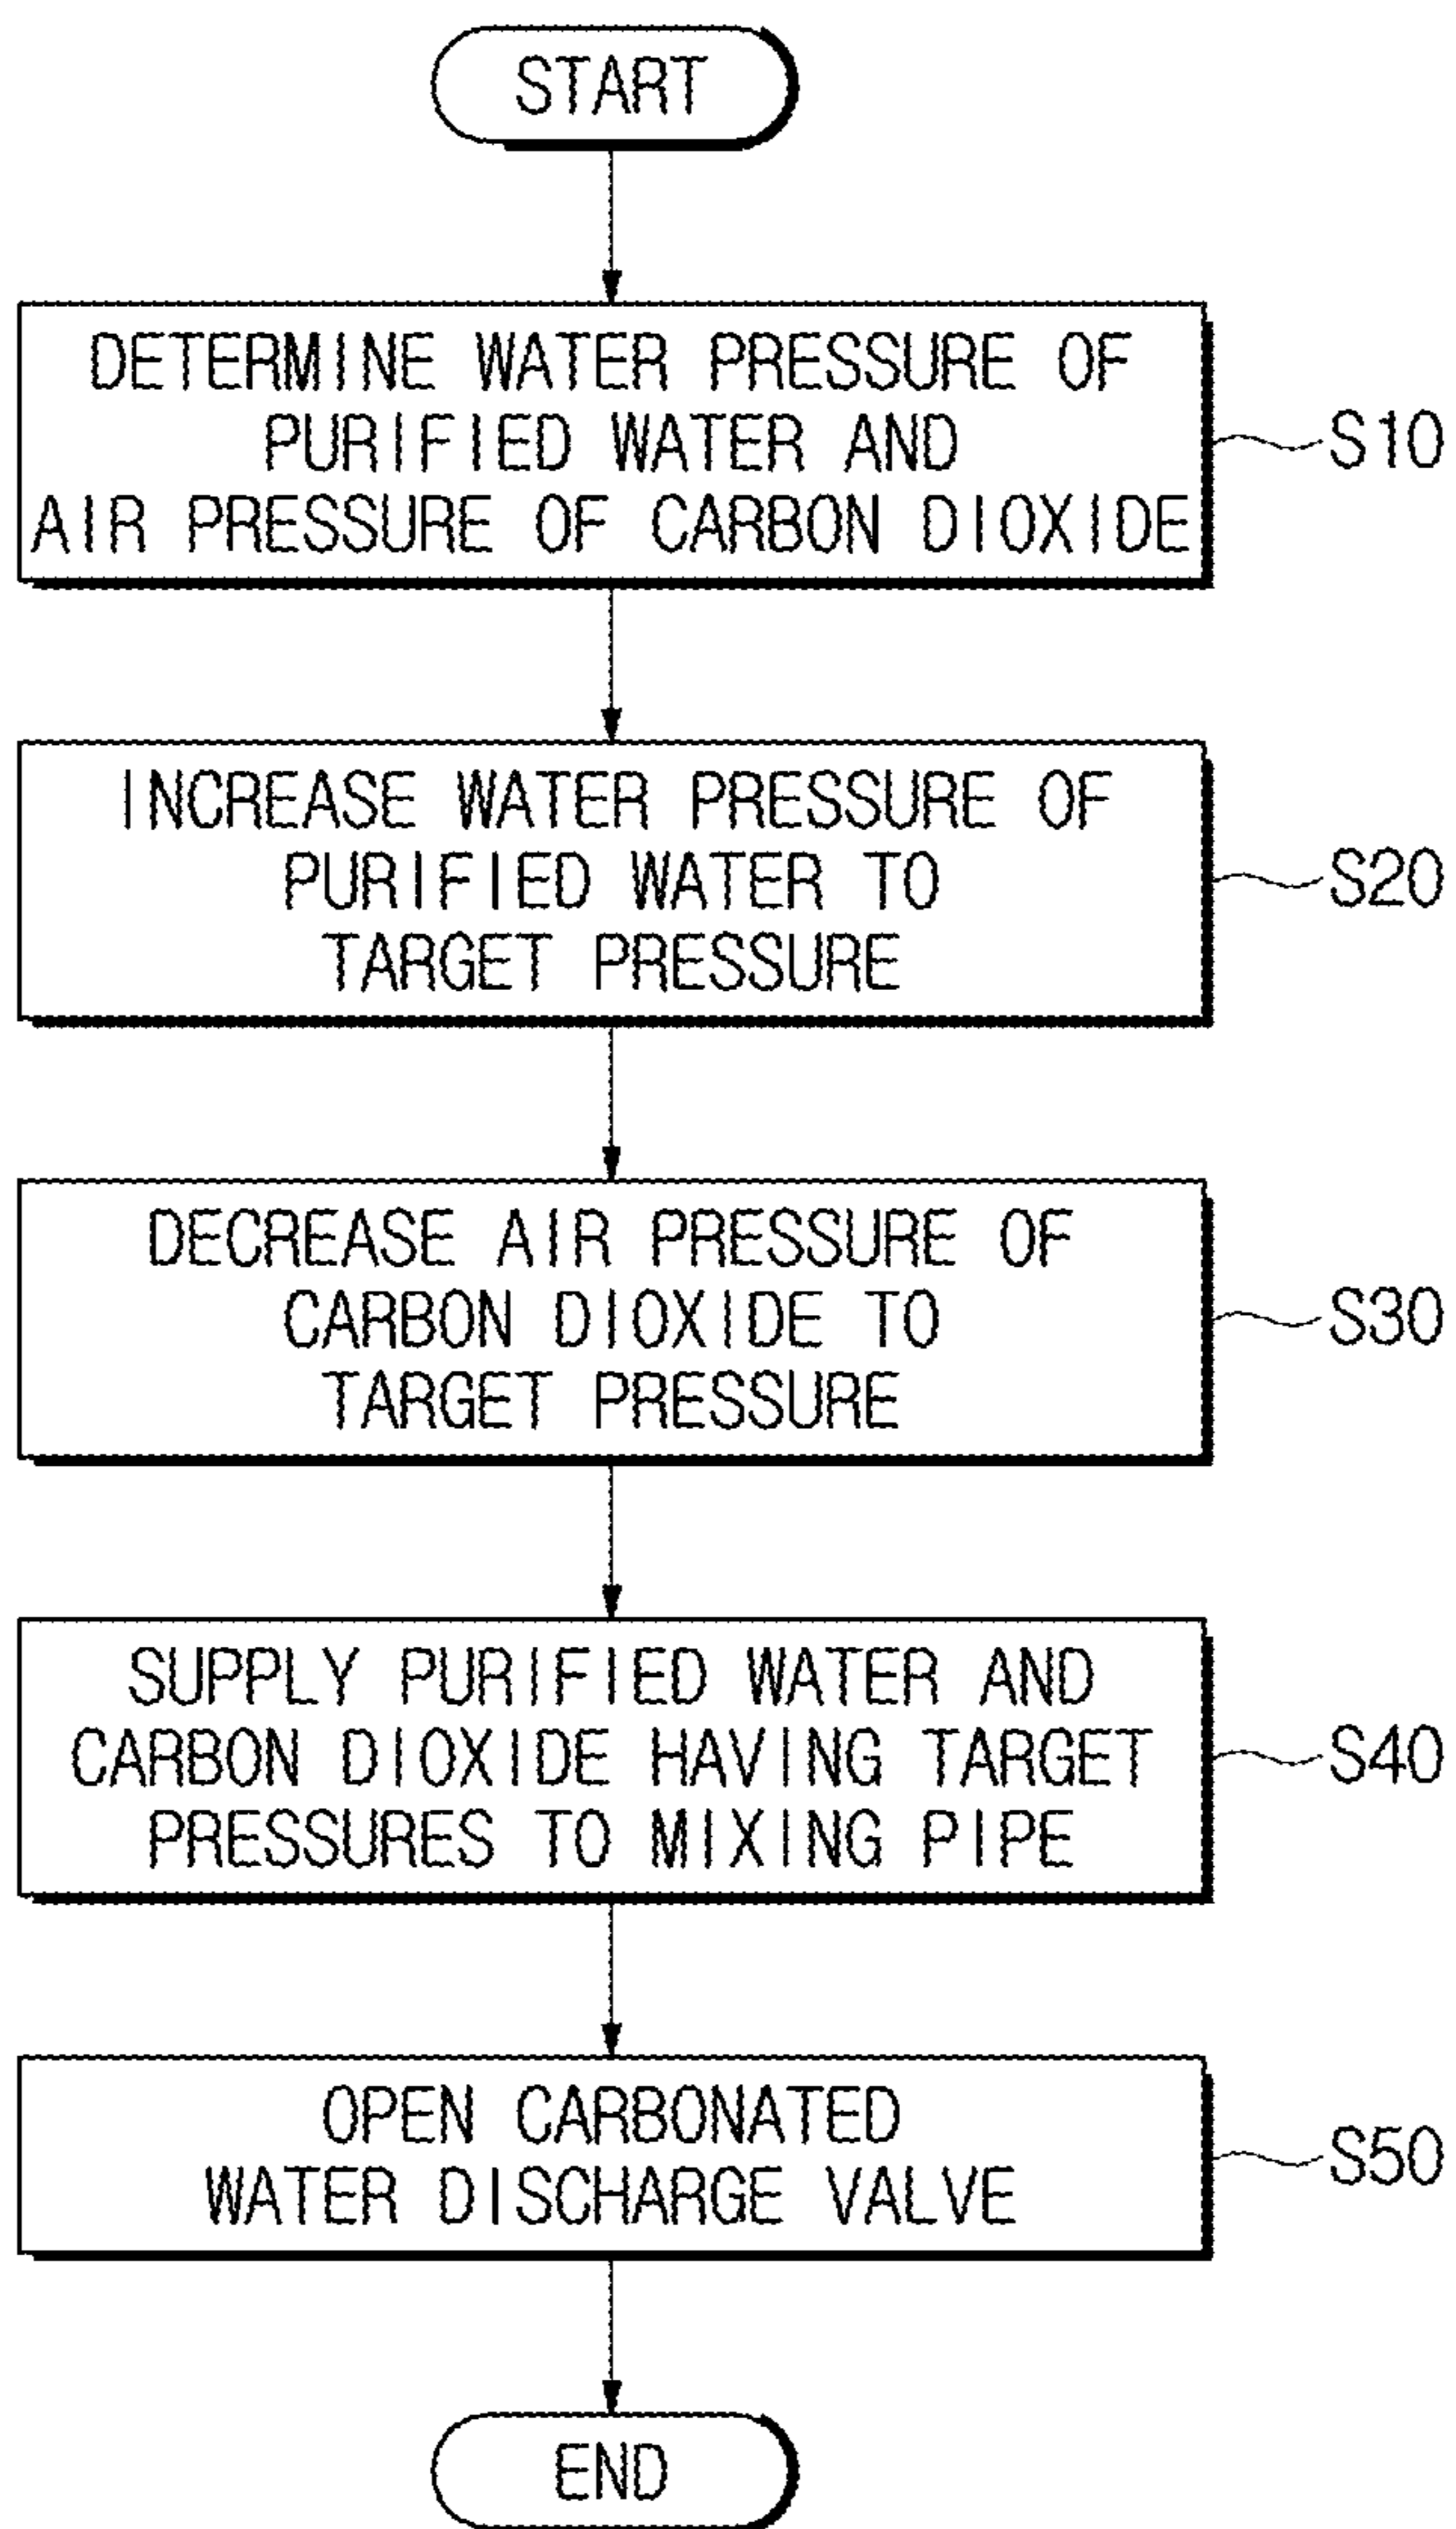 START
DETERMINE WATER PRESSURE OF
PURIFIED WATER AND
AIR PRESSURE OF CARBON DIOXIDE
S10
INCREASE WATER PRESSURE OF
PURIFIED WATER TO
TARGET PRESSURE
S20
DECREASE AIR PRESSURE OF
CARBON DIOXIDE TO
TARGET PRESSURE
S30
SUPPLY PURIFIED WATER AND
CARBON DIOXIDE HAVING TARGET
PRESSURES TO MIXING PIPE
S40
OPEN CARBONATED
WATER DISCHARGE VALVE
S50
END